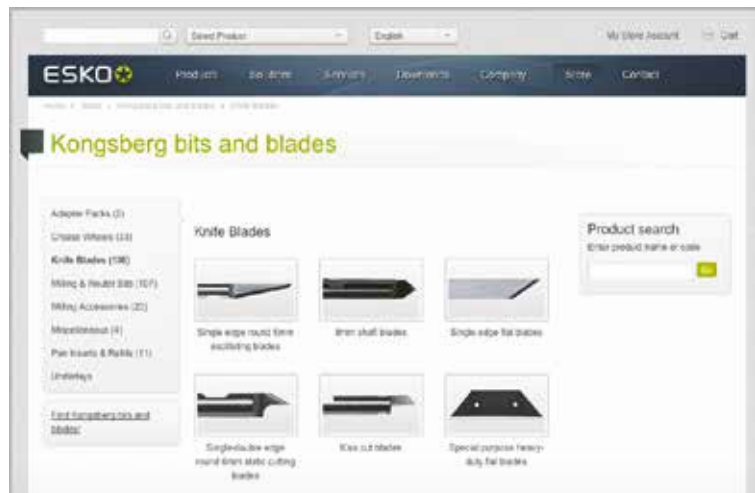 Select Product
English
My Store Account
Cart
ESKO
Products Solutions Services Downloads Company Store Contact
Kongsberg bits and blades
Adapter Packs (2)
Crease Wheels
Knife Blades
Milling & Router Bits (107)
Milling Accessories
Miscellaneous (4)
Pen Inserts & Refills (11)
Underlays
Find Kongsberg bits and
blades!
Knife Blades
Single edge round 6mm
oscillating blades
8mm shaft blades
Single edge flat blades
Single-double edge
round 6mm static cutting
blades
Kiss cut blades
Special purpose heavy-
duty flat blades
Product search
Enter product name or code
Go